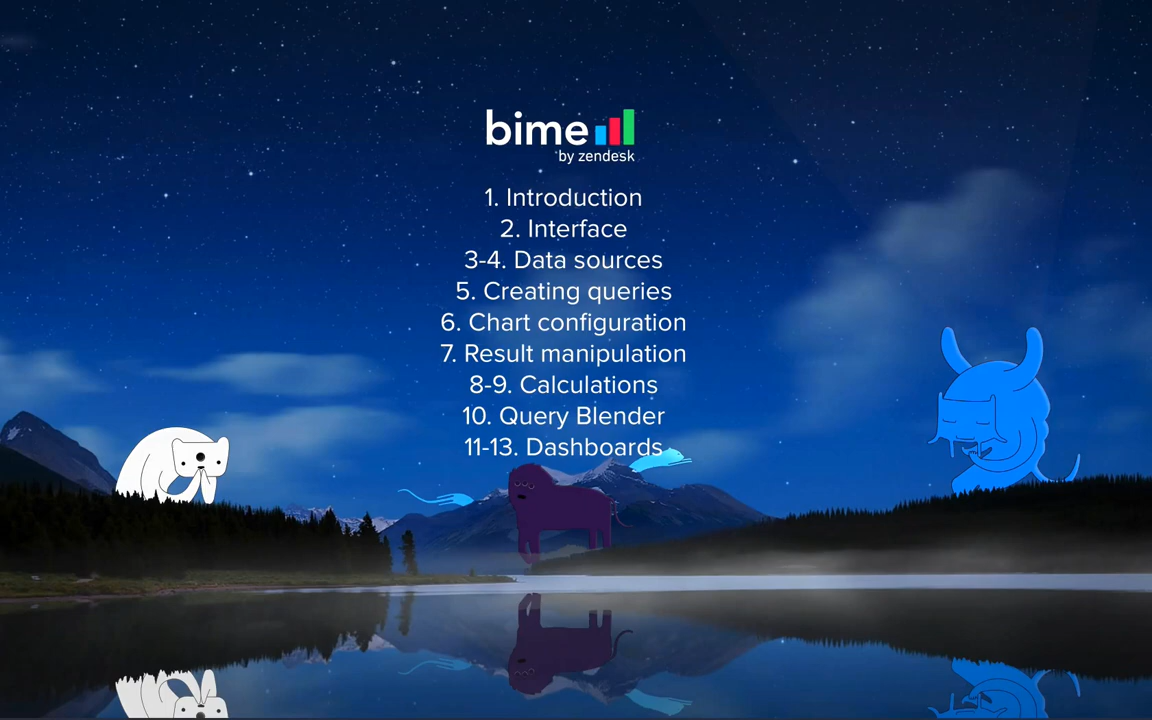 bime
by zendesk
1. Introduction
2. Interface
3-4. Data sources
5. Creating queries
6. Chart configuration
7. Result manipulation
8-9. Calculations
10. Query Blender
11-13. Dashboards